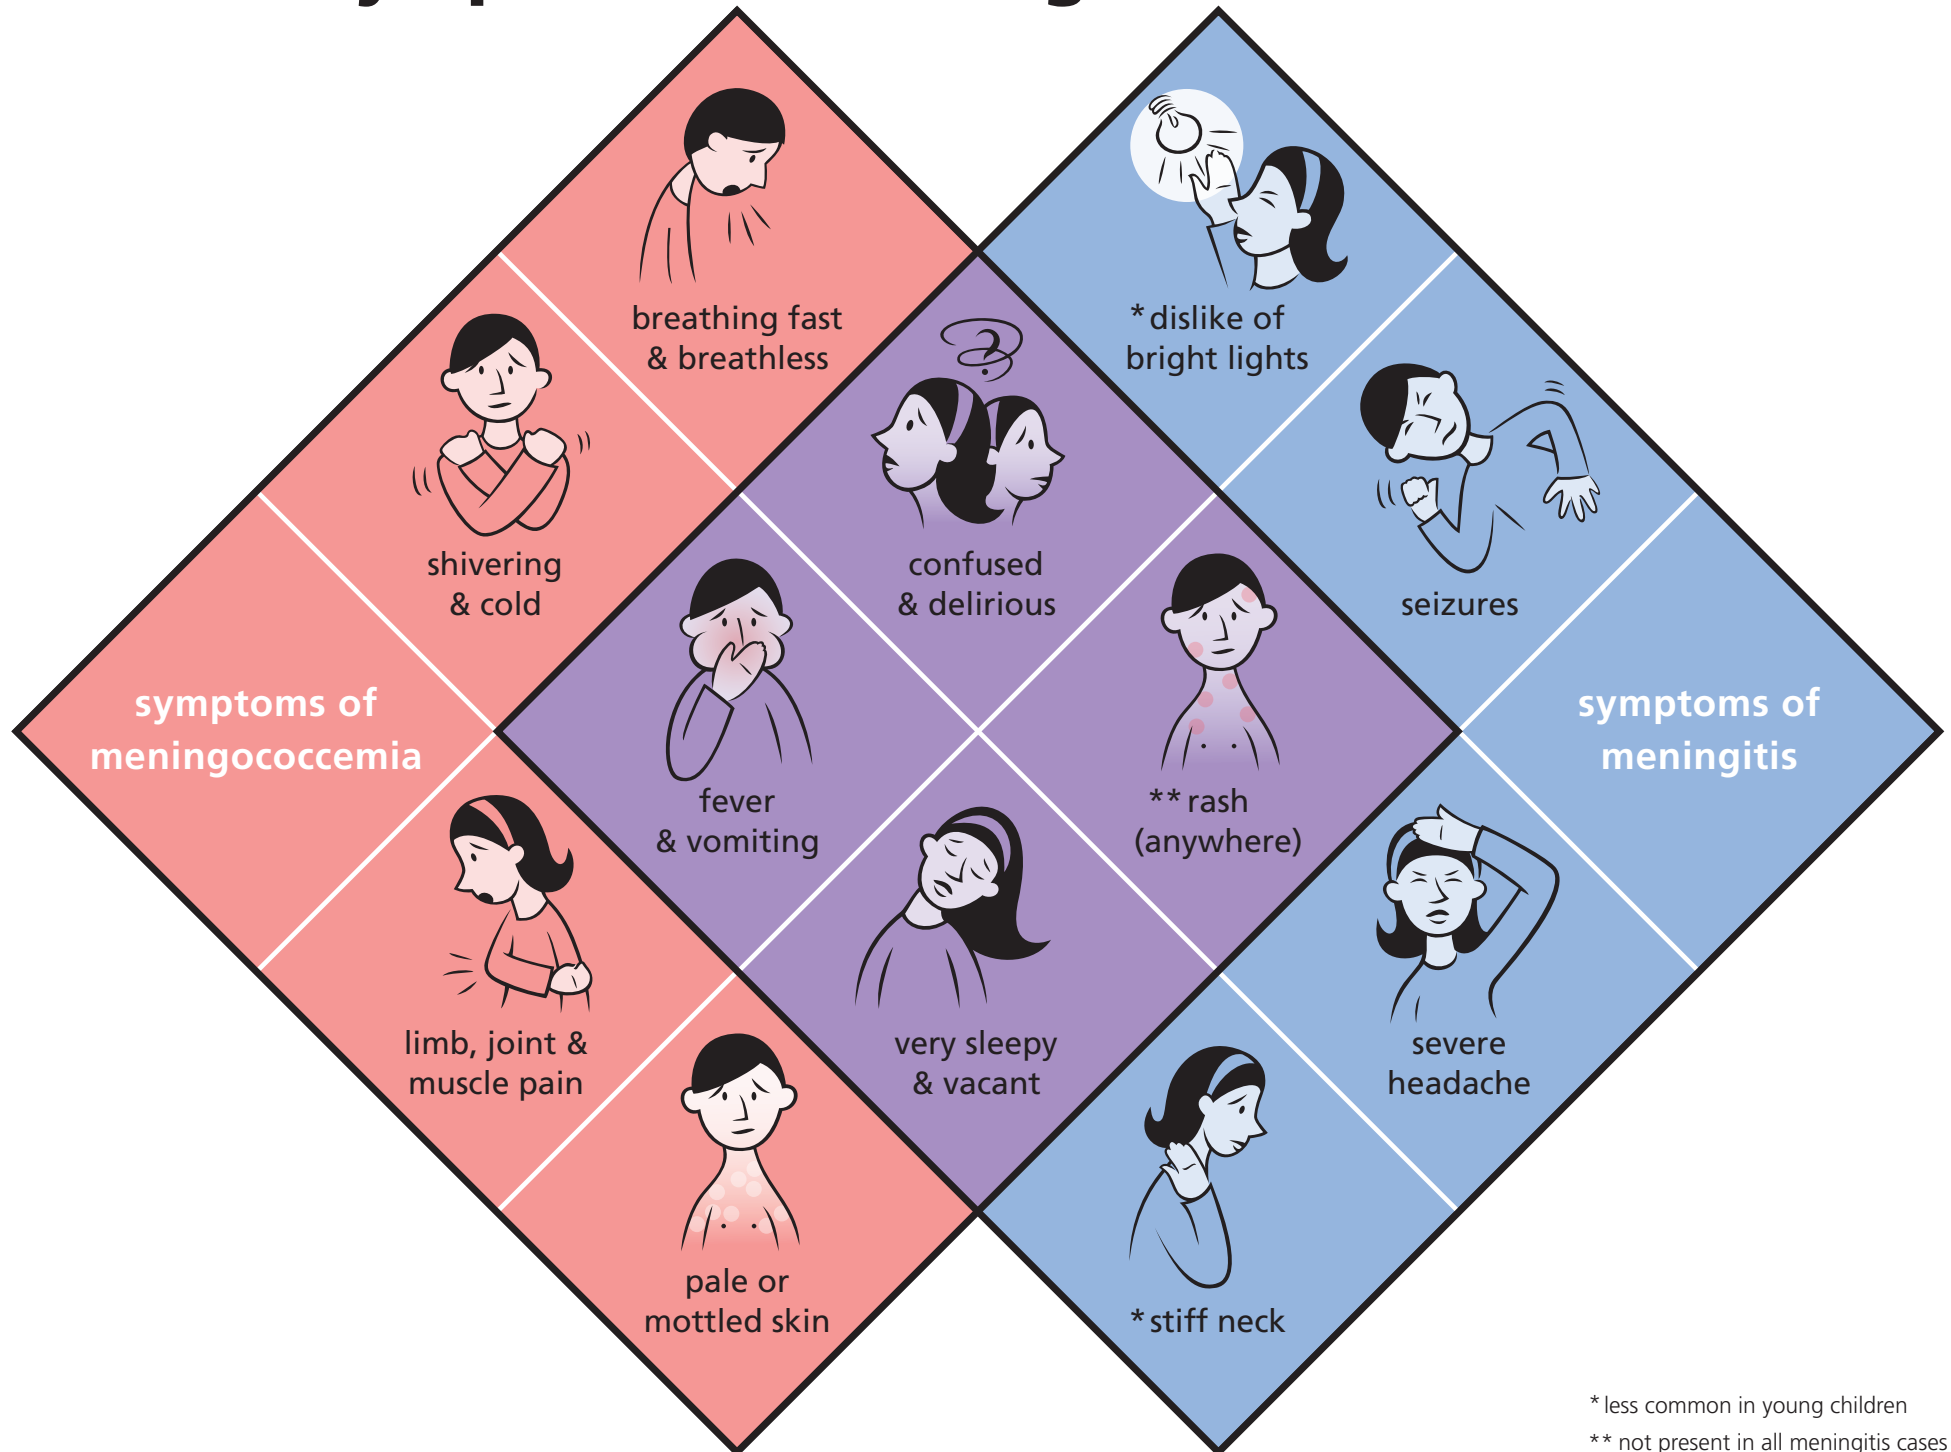 breathing fast
& breathless
* dislike of
bright lights
shivering
& cold
confused
& delirious
seizures
symptoms of
meningococcemia
fever
& vomiting
** rash
(anywhere)
symptoms of
meningitis
limb, joint &
muscle pain
very sleepy
& vacant
severe
headache
pale or
mottled skin
* stiff neck
* less common in young children
** not present in all meningitis cases